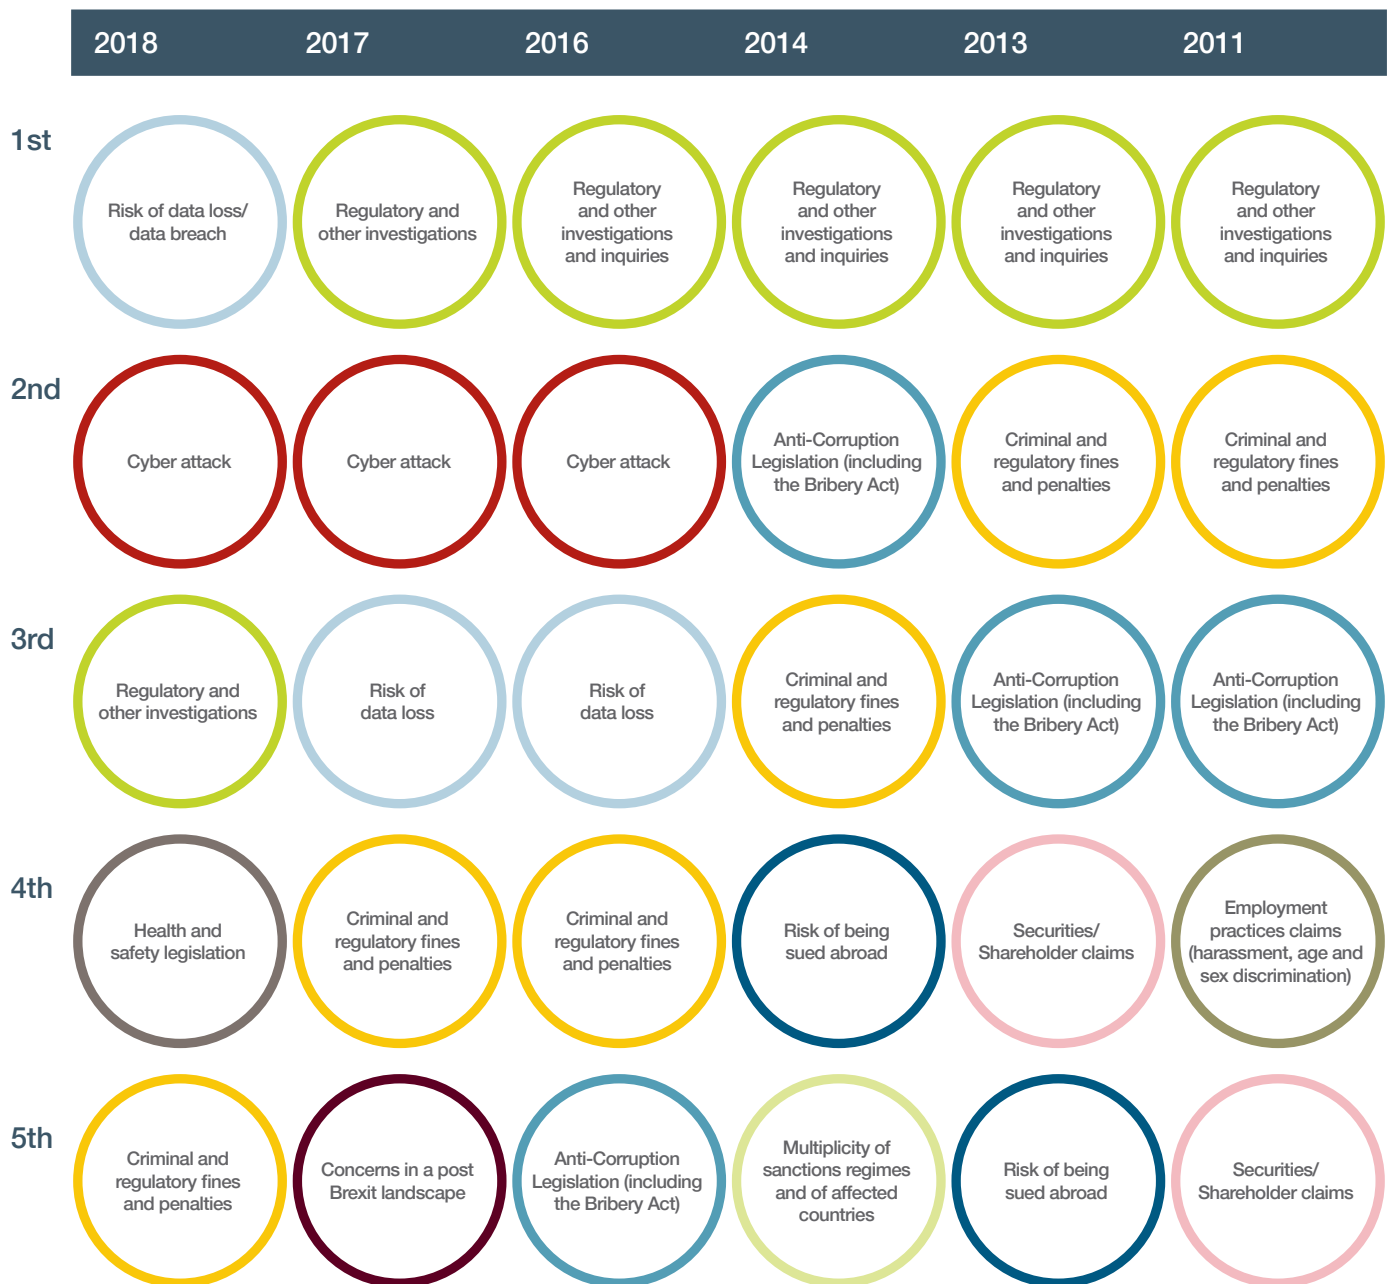 2018 2017 2016 2014 2013 2011
1st
Risk of data loss/
data breach
Regulatory and
other investigations
Regulatory
and other
investigations
and inquiries
Regulatory
and other
investigations
and inquiries
Regulatory
and other
investigations
and inquiries
Regulatory
and other
investigations
and inquiries
2nd
Cyber attack
Cyber attack
Cyber attack
Anti-Corruption
Legislation (including
the Bribery Act)
Criminal and
regulatory fines
and penalties
Criminal and
regulatory fines
and penalties
3rd
Regulatory and
other investigations
Risk of
data loss
Risk of
data loss
Criminal and
regulatory fines
and penalties
Anti-Corruption
Legislation (including
the Bribery Act)
Anti-Corruption
Legislation (including
the Bribery Act)
4th
Health and
safety legislation
Criminal and
regulatory fines
and penalties
Criminal and
regulatory fines
and penalties
Risk of being
sued abroad
Securities/
Shareholder claims
Employment
practices claims
(harassment, age and
sex discrimination)
5th
Criminal and
regulatory fines
and penalties
Concerns in a post
Brexit landscape
Anti-Corruption
Legislation (including
the Bribery Act)
Multiplicity of
sanctions regimes
and of affected
countries
Risk of being
sued abroad
Securities/
Shareholder claims